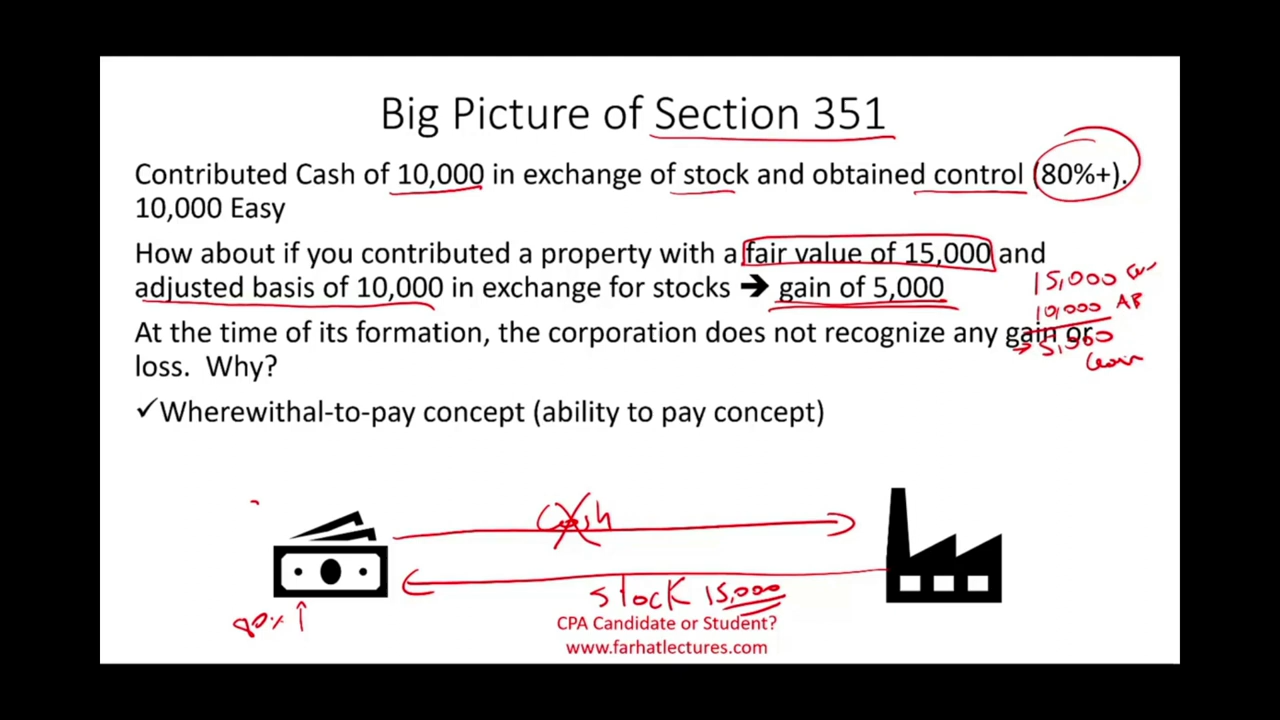 Big Picture of Section 351
Contributed Cash of 10,000 in exchange of stock and obtained control (80%+).
10,000 Easy
How about if you contributed a property with a fair value of 15,000 and
adjusted basis of 10,000 in exchange for stocks 🡺 gain of 5,000
15,000
10,000 AB
At the time of its formation, the corporation does not recognize any gain or
5,000
Gain
loss. Why?
✓Wherewithal-to-pay concept (ability to pay concept)
Cash
stock 15,000
80%
CPA Candidate or Student?
www.farhatlectures.com